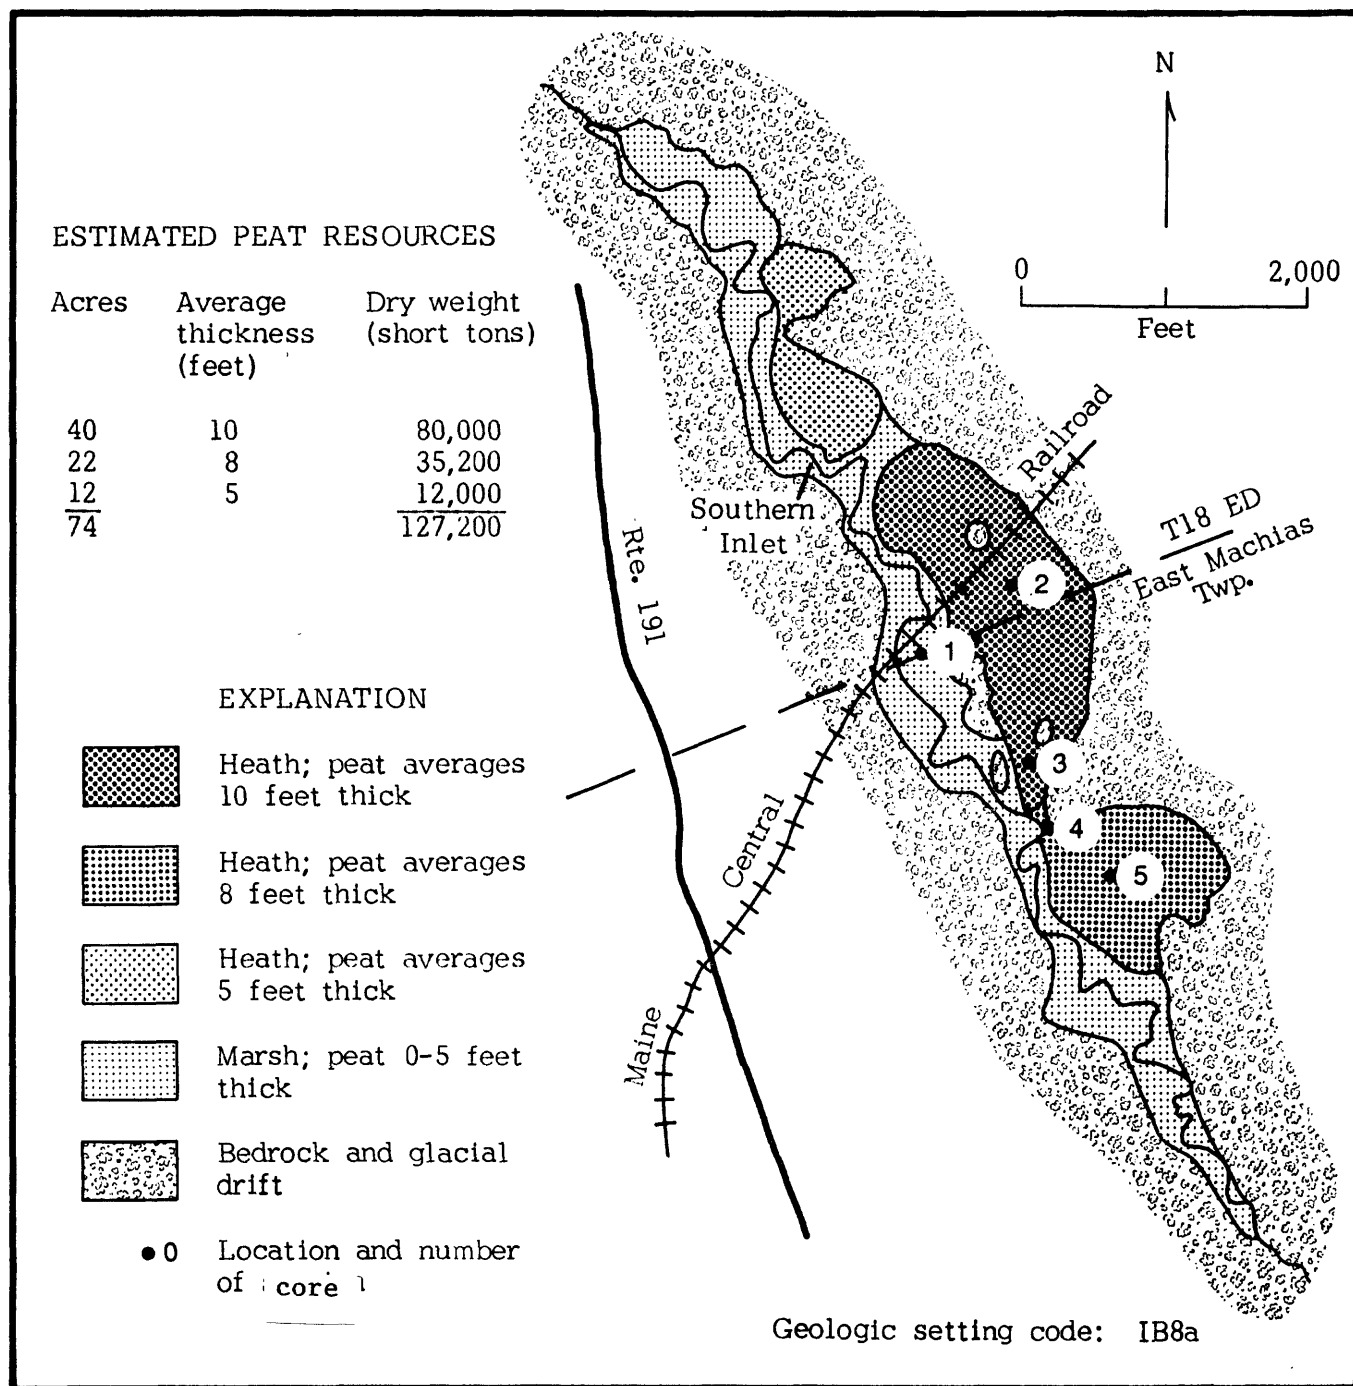 N
0 2,000
Feet
ESTIMATED PEAT RESOURCES
Acres Average Dry weight
thickness (short tons)
(feet)
40 10 80,000
22 8 35,200
12 5 12,000
74 127,200
Railroad
Southern
Inlet
T18 ED
East Machias
Twp.
Rte. 191
2
1
3
4
5
Central
Maine
EXPLANATION
Heath; peat averages
10 feet thick
Heath; peat averages
8 feet thick
Heath; peat averages
5 feet thick
Marsh; peat 0-5 feet
thick
Bedrock and glacial
drift
0 Location and number
of core
Geologic setting code: IB8a